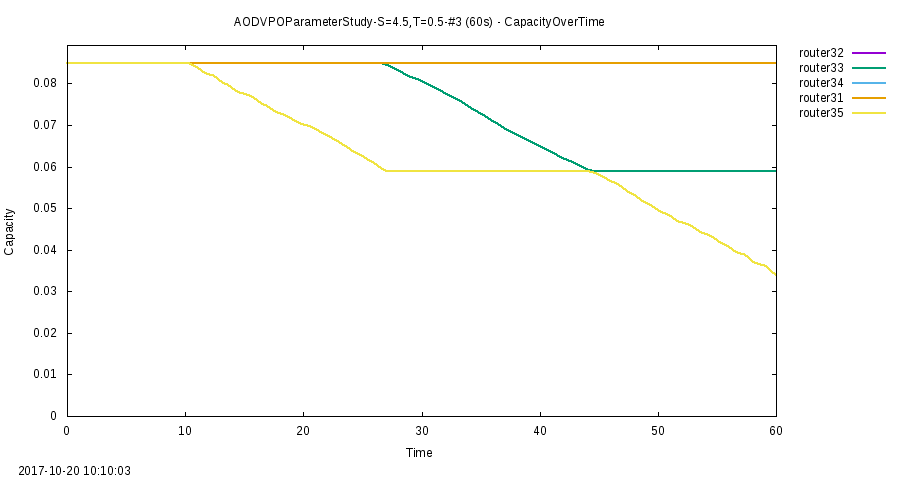 AODVPOParameterStudy-S=4.5,T=0.5-#3 (60s) - CapacityOverTime
router32
router33
router34
router31
router35
0.08
0.07
0.06
0.05
0.04
0.03
0.02
0.01
0
Capacity
0 10 20 30 40 50 60
Time
2017-10-20 10:10:03